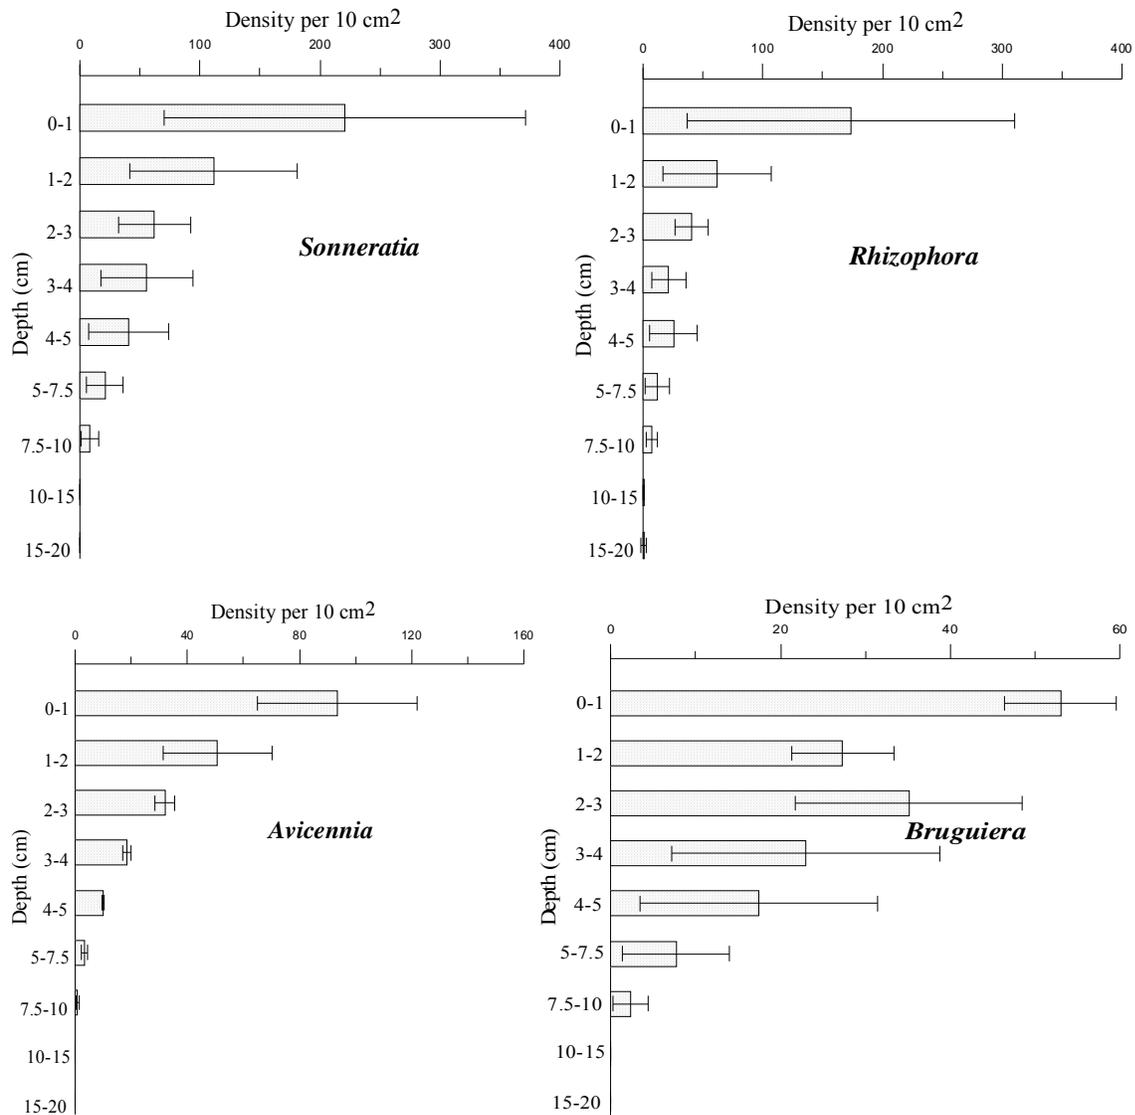 Density per 10 cm2
0 100 200 300 400
0-1
1-2
2-3
3-4
4-5
5-7.5
7.5-10
10-15
15-20
Depth (cm)
Sonneratia
Density per 10 cm2
0 100 200 300 400
0-1
1-2
2-3
3-4
4-5
5-7.5
7.5-10
10-15
15-20
Depth (cm)
Rhizophora
Density per 10 cm2
0 40 80 120 160
0-1
1-2
2-3
3-4
4-5
5-7.5
7.5-10
10-15
15-20
Depth (cm)
Avicennia
Density per 10 cm2
0 20 40 60
0-1
1-2
2-3
3-4
4-5
5-7.5
7.5-10
10-15
15-20
Depth (cm)
Bruguiera